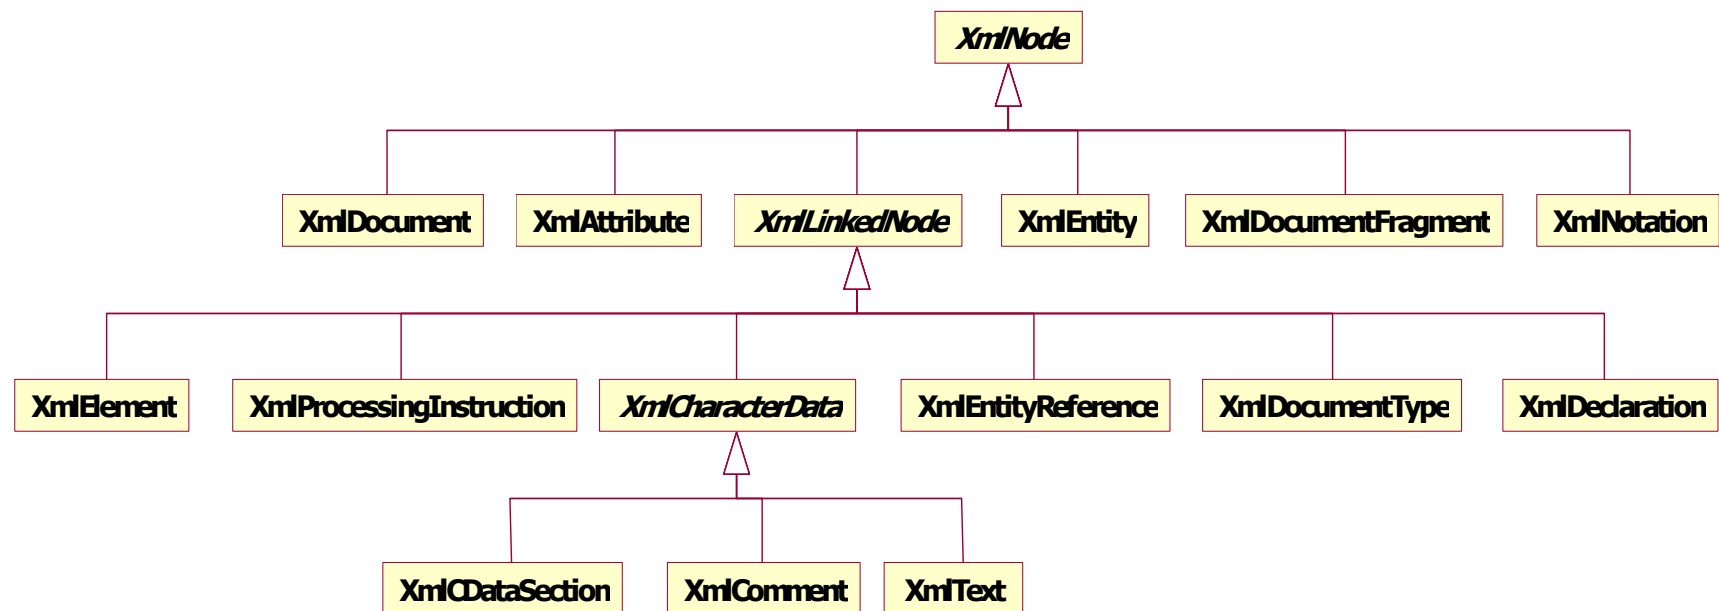 XmlNode
XmlDocument XmlAttribute XmlLinkedNode XmlEntity XmlDocumentFragment XmlNotation
XmlElement XmlProcessingInstruction XmlCharacterData XmlEntityReference XmlDocumentType XmlDeclaration
XmlCDataSection XmlComment XmlText